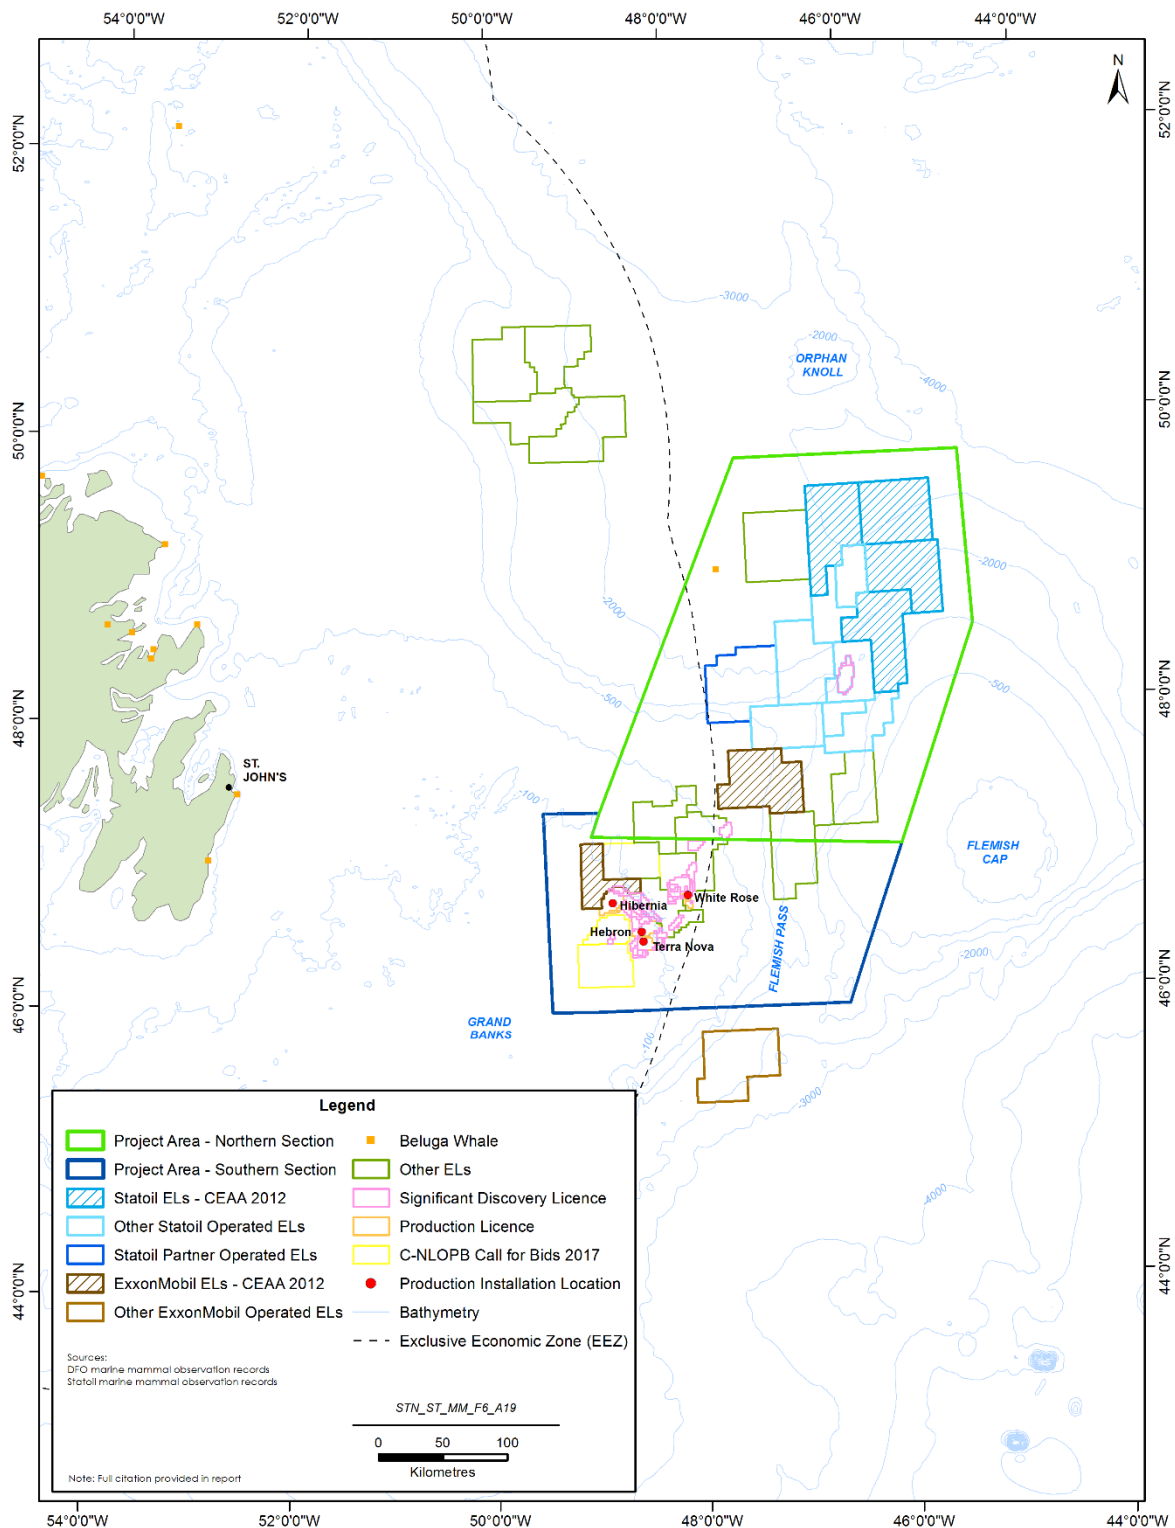 54°0'0"W 52°0'0"W 50°0'0"W 48°0'0"W 46°0'0"W 44°0'0"W
N
52°0'0"N
52°0'0"N
-3000
-2000
ORPHAN
KNOLL
-4000
50°0'0"N
50°0'0"N
-2000
-2000
-500
-500
48°0'0"N
48°0'0"N
ST.
JOHN'S
-100
FLEMISH
CAP
White Rose
Hibernia
Hebron
Terra Nova
FLEMISH PASS
-2000
46°0'0"N
46°0'0"N
GRAND
BANKS
-100
-3000
-4000
44°0'0"N
44°0'0"N
Legend
Project Area - Northern Section
Project Area - Southern Section
Statoil ELs - CEAA 2012
Other Statoil Operated ELs
Statoil Partner Operated ELs
ExxonMobil ELs - CEAA 2012
Other ExxonMobil Operated ELs
Beluga Whale
Other ELs
Significant Discovery Licence
Production Licence
C-NLOPB Call for Bids 2017
Production Installation Location
Bathymetry
Exclusive Economic Zone (EEZ)
Sources:
DFO marine mammal observation records
Statoil marine mammal observation records
STN_ST_MM_F6_A19
0 50 100
Kilometres
Note: Full citation provided in report
54°0'0"W 52°0'0"W 50°0'0"W 48°0'0"W 46°0'0"W 44°0'0"W